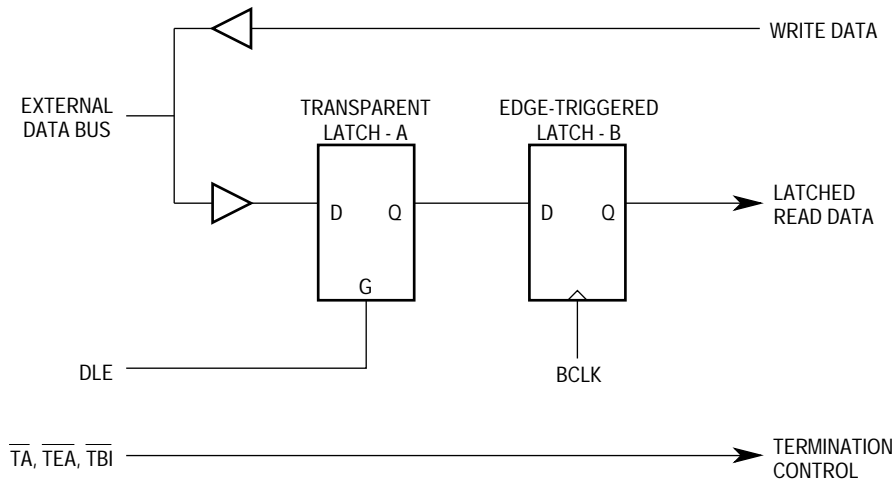 WRITE DATA
EXTERNAL
DATA BUS
TRANSPARENT
LATCH - A
EDGE-TRIGGERED
LATCH - B
D
Q
G
D
Q
LATCHED
READ DATA
DLE
BCLK
TA, TEA, TBI
TERMINATION
CONTROL